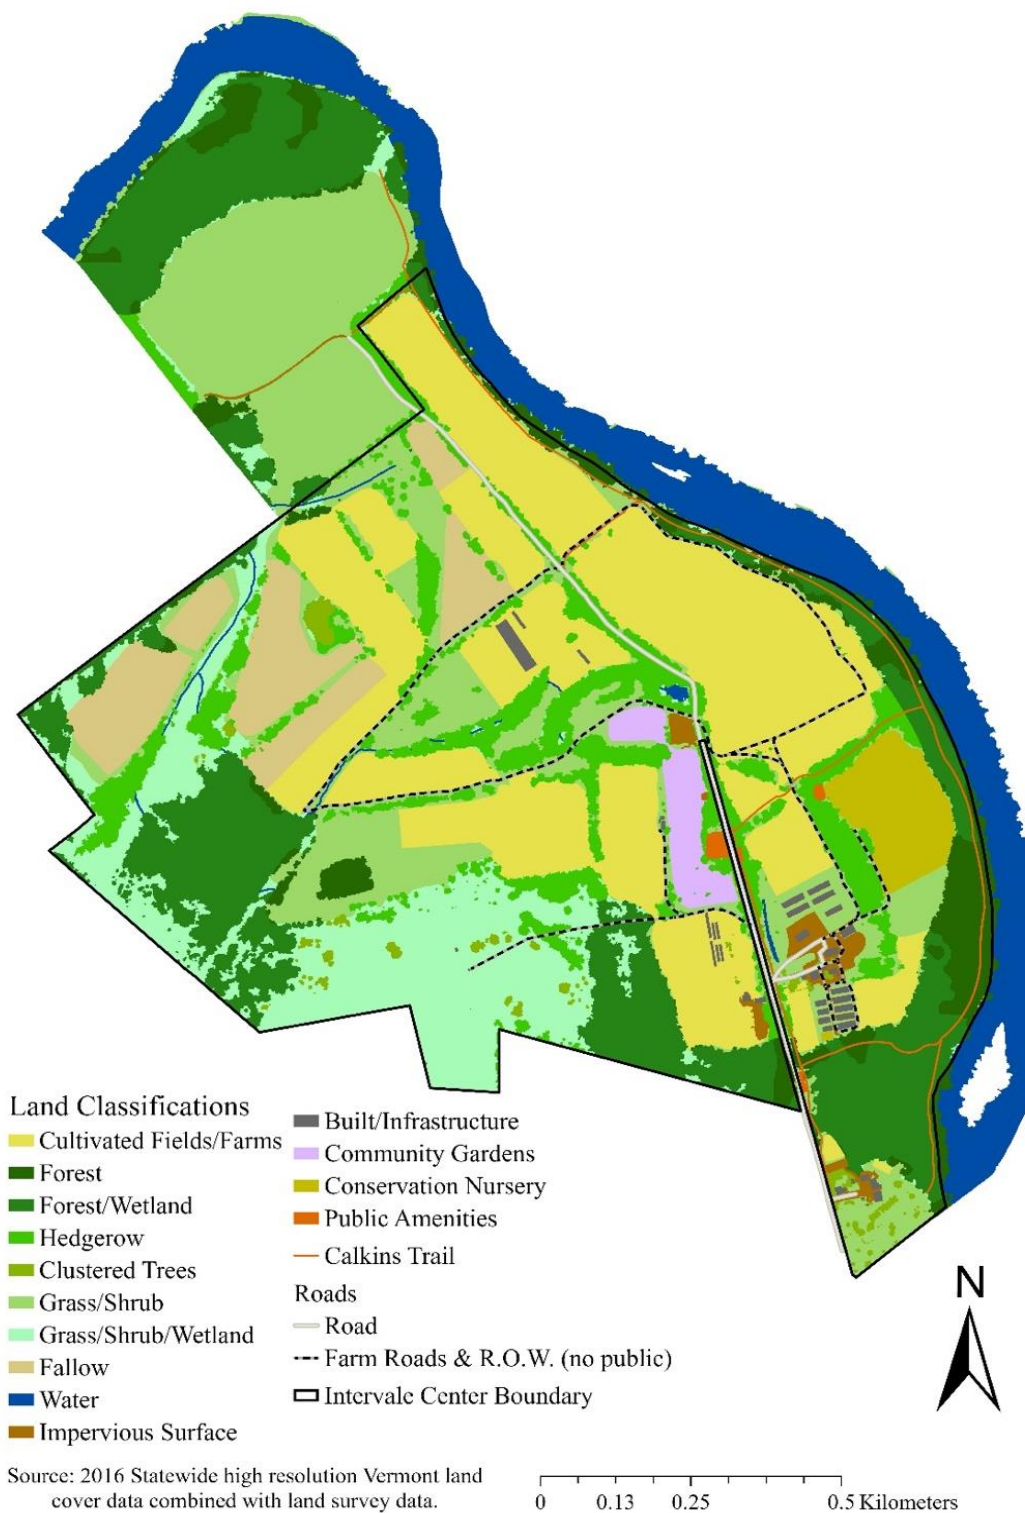 Land Classifications
Cultivated Fields/Farms
Forest
Forest/Wetland
Hedgerow
Clustered Trees
Grass/Shrub
Grass/Shrub/Wetland
Fallow
Water
Impervious Surface
Built/Infrastructure
Community Gardens
Conservation Nursery
Public Amenities
Calkins Trail
Roads
Road
Farm Roads & R.O.W. (no public)
Intervale Center Boundary
N
Source: 2016 Statewide high resolution Vermont land
cover data combined with land survey data.
0 0.13 0.25 0.5 Kilometers